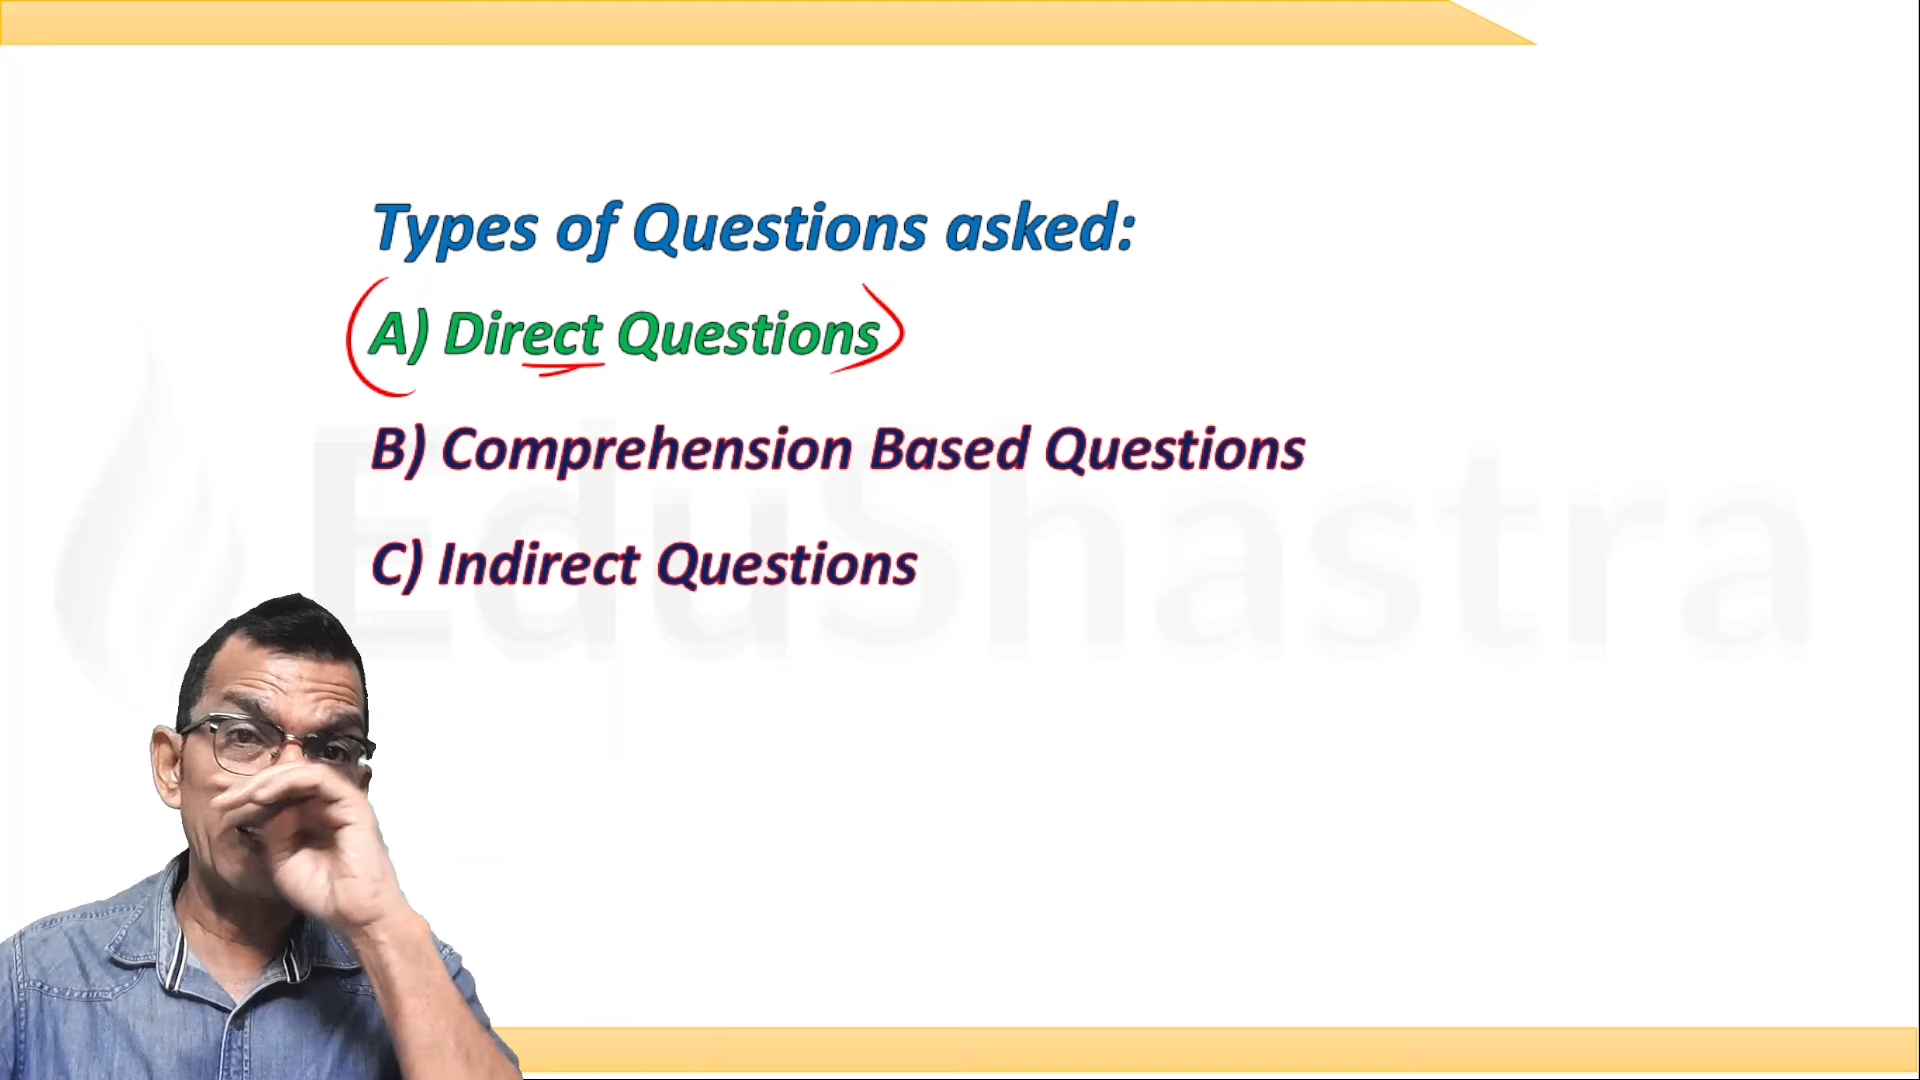 Types of Questions asked:
A) Direct Questions
B) Comprehension Based Questions
C) Indirect Questions
EduShastra